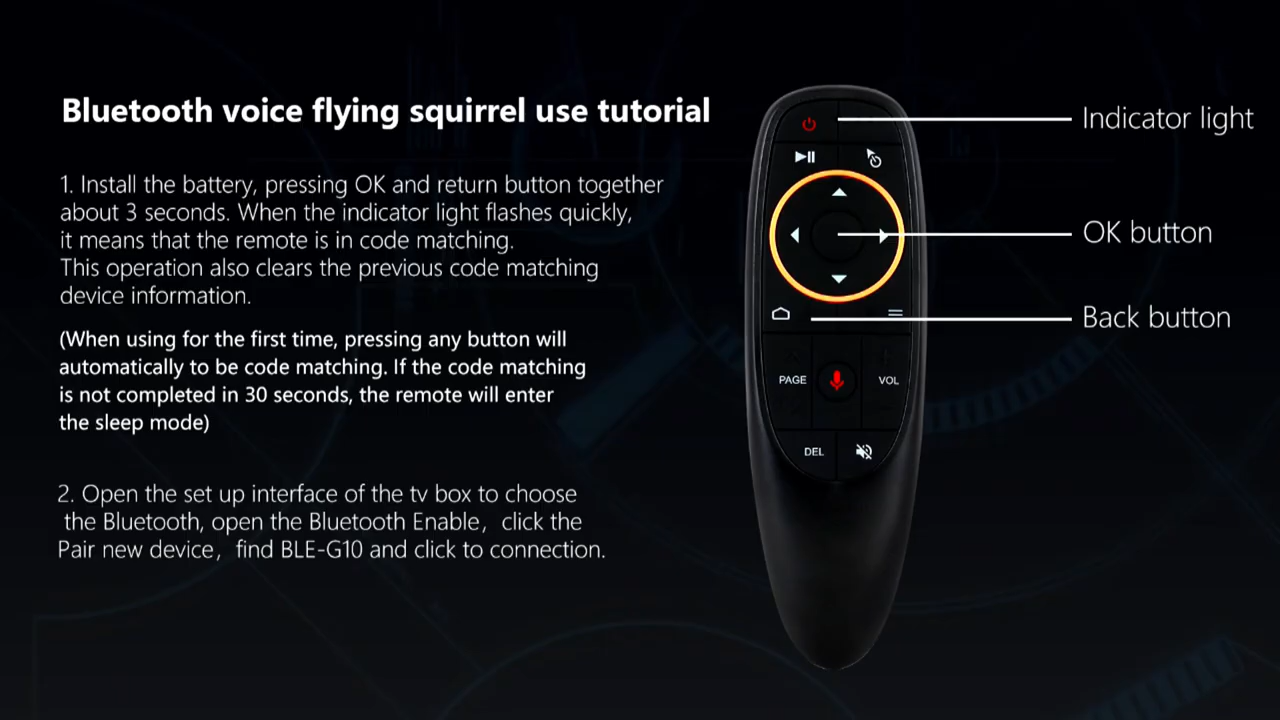 Bluetooth voice flying squirrel use tutorial
1. Install the battery, pressing OK and return button together
about 3 seconds. When the indicator light flashes quickly,
it means that the remote is in code matching.
This operation also clears the previous code matching
device information.
(When using for the first time, pressing any button will
automatically to be code matching. If the code matching
is not completed in 30 seconds, the remote will enter
the sleep mode)
2. Open the set up interface of the tv box to choose
the Bluetooth, open the Bluetooth Enable, click the
Pair new device, find BLE-G10 and click to connection.
Indicator light
OK button
Back button
PAGE
VOL
DEL